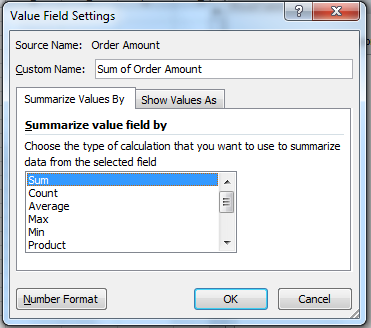 Value Field Settings
Source Name: Order Amount
Custom Name: Sum of Order Amount
Summarize Values By Show Values As
Summarize value field by
Choose the type of calculation that you want to use to summarize
data from the selected field
Sum
Count
Average
Max
Min
Product
Number Format OK Cancel